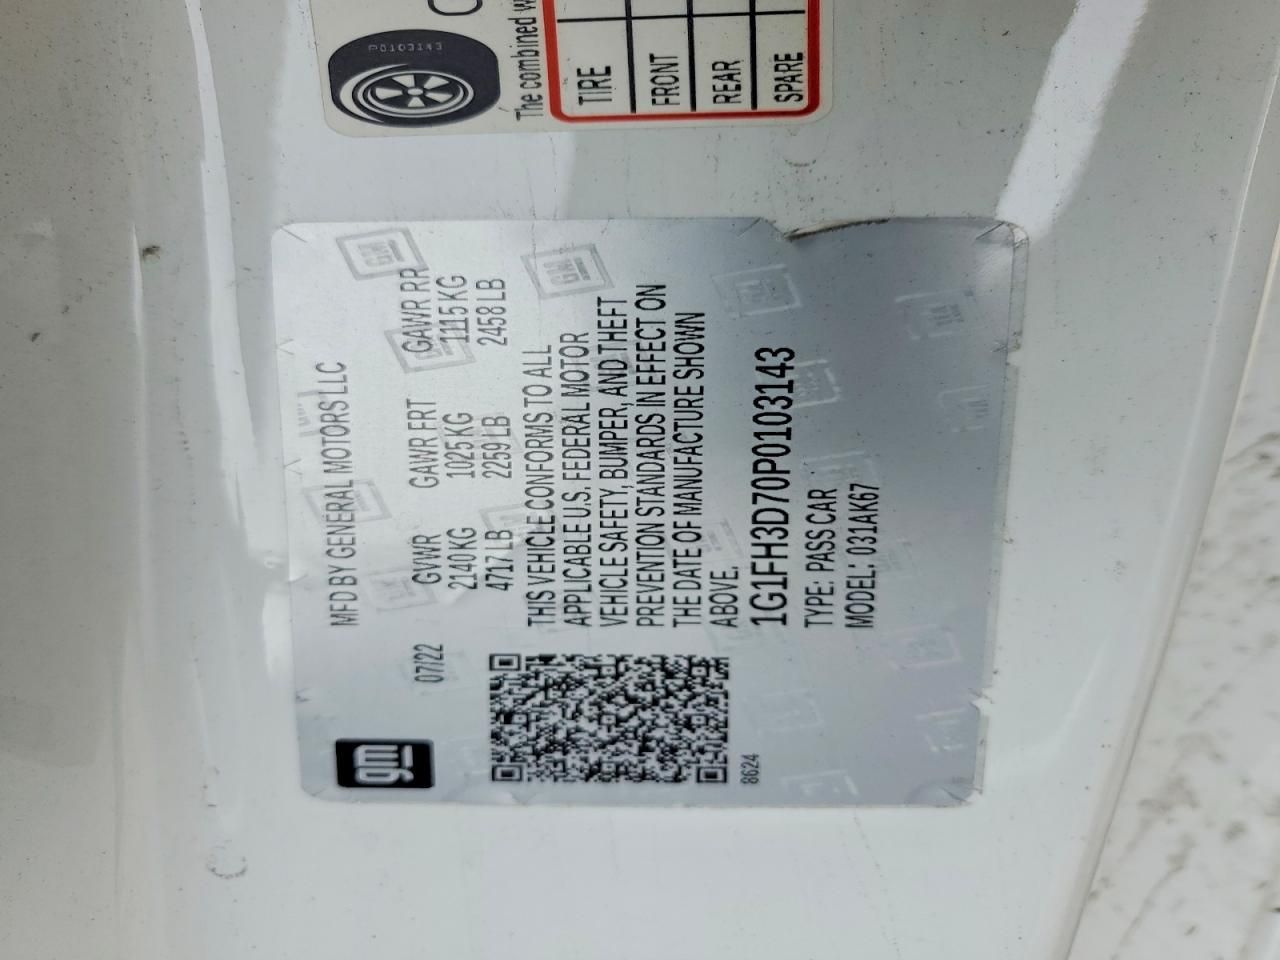 P0103143
The combined
TIRE
FRONT
REAR
SPARE
gm
MFD BY GENERAL MOTORS LLC
07/22 GVWR GAWR FRT GAWR RR
2140 KG 1025 KG 1115 KG
4717 LB 2259 LB 2458 LB
THIS VEHICLE CONFORMS TO ALL
APPLICABLE U.S. FEDERAL MOTOR
VEHICLE SAFETY, BUMPER, AND THEFT
PREVENTION STANDARDS IN EFFECT ON
THE DATE OF MANUFACTURE SHOWN
ABOVE.
1G1FH3D70P0103143
TYPE: PASS CAR
MODEL: 031AK67
8624